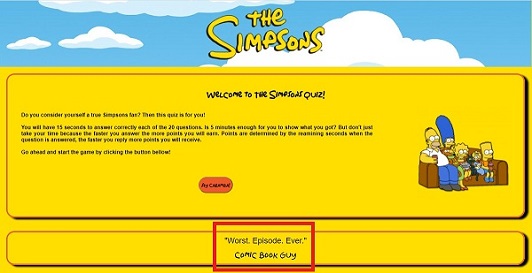 THE
SIMPSONS
WELCOME TO THE SIMPSONS QUIZ!
Do you consider yourself a true Simpsons fan? Then this quiz is for you!
You will have 15 seconds to answer correctly each of the 20 questions. Is 5 minutes enough for you to show what you got? But don't just
take your time because the faster you answer the more points you will earn. Points are determined by the reamining seconds when the
question is answered, the faster you reply more points you will receive.
Go ahead and start the game by clicking the button bellow!
"Worst. Episode. Ever."
COMIC BOOK GUY